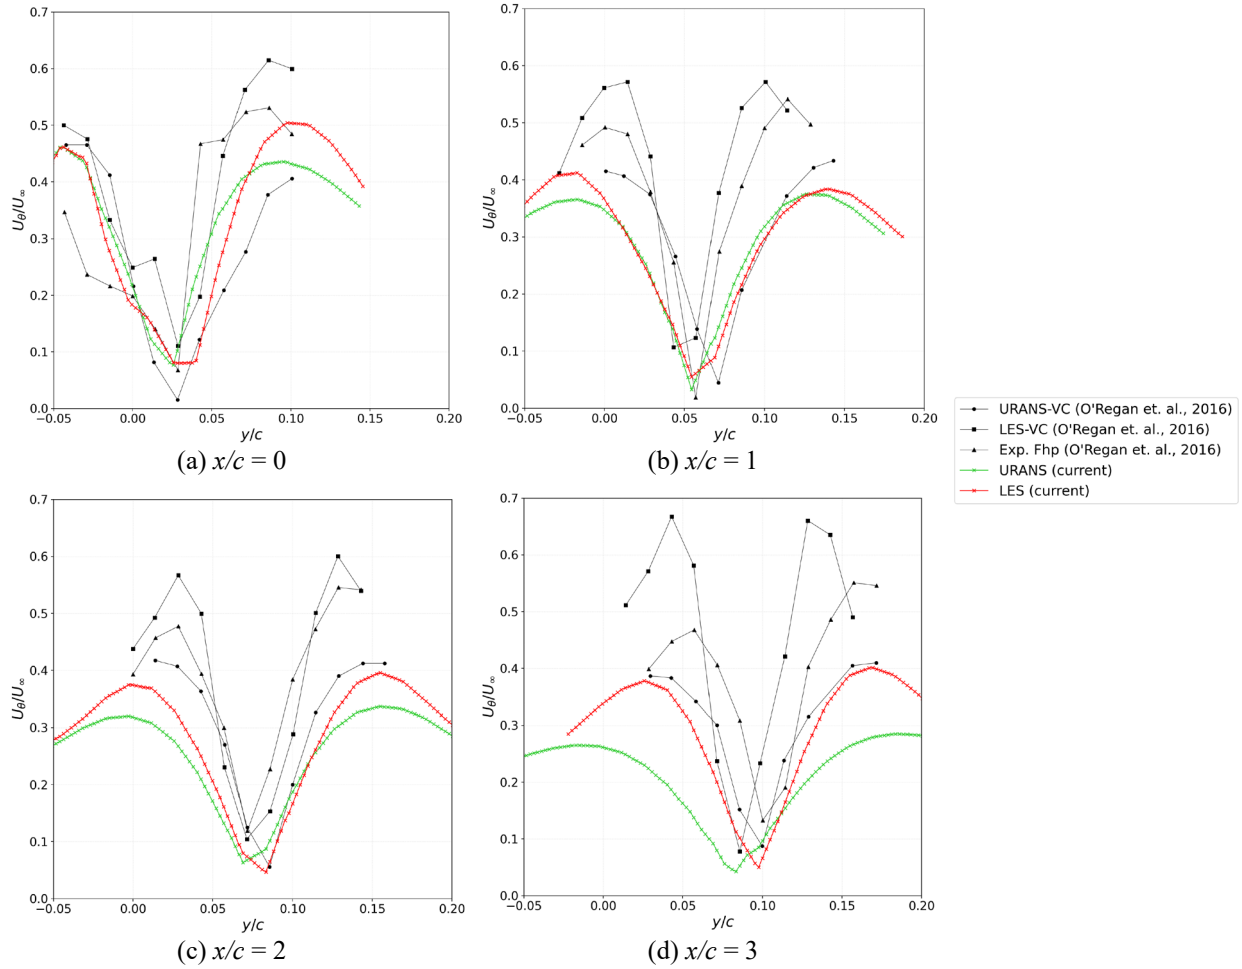 0.7
0.6
0.5
0.4
0.3
0.2
0.1
0.0
Uθ/U∞
−0.05 0.00 0.05 0.10 0.15 0.20
y/c
(a) x/c = 0
0.7
0.6
0.5
0.4
0.3
0.2
0.1
0.0
Uθ/U∞
−0.05 0.00 0.05 0.10 0.15 0.20
y/c
(b) x/c = 1
URANS-VC (O'Regan et. al., 2016)
LES-VC (O'Regan et. al., 2016)
Exp. Fhp (O'Regan et. al., 2016)
URANS (current)
LES (current)
0.7
0.6
0.5
0.4
0.3
0.2
0.1
0.0
Uθ/U∞
−0.05 0.00 0.05 0.10 0.15 0.20
y/c
(c) x/c = 2
0.7
0.6
0.5
0.4
0.3
0.2
0.1
0.0
Uθ/U∞
−0.05 0.00 0.05 0.10 0.15 0.20
y/c
(d) x/c = 3